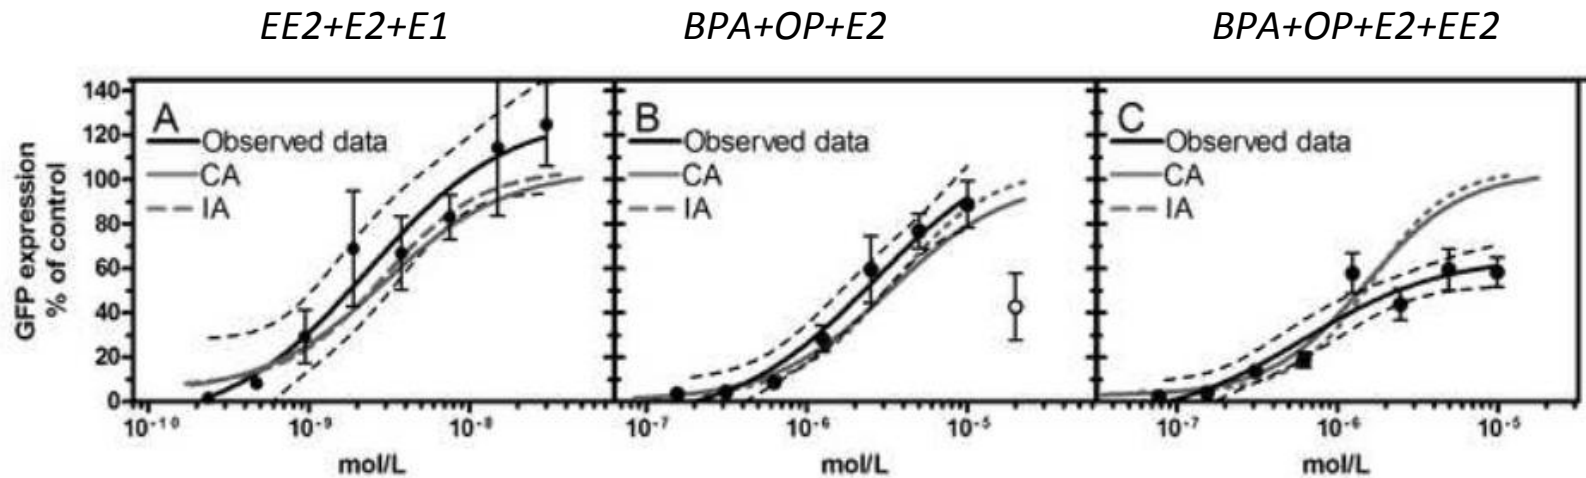 EE2+E2+E1 BPA+OP+E2 BPA+OP+E2+EE2
GFP expression
% of control
140
120
100
80
60
40
20
0
A
Observed data
CA
IA
10-10 10-9 10-8
mol/L
B
Observed data
CA
IA
10-7 10-6 10-5
mol/L
C
Observed data
CA
IA
10-7 10-6 10-5
mol/L